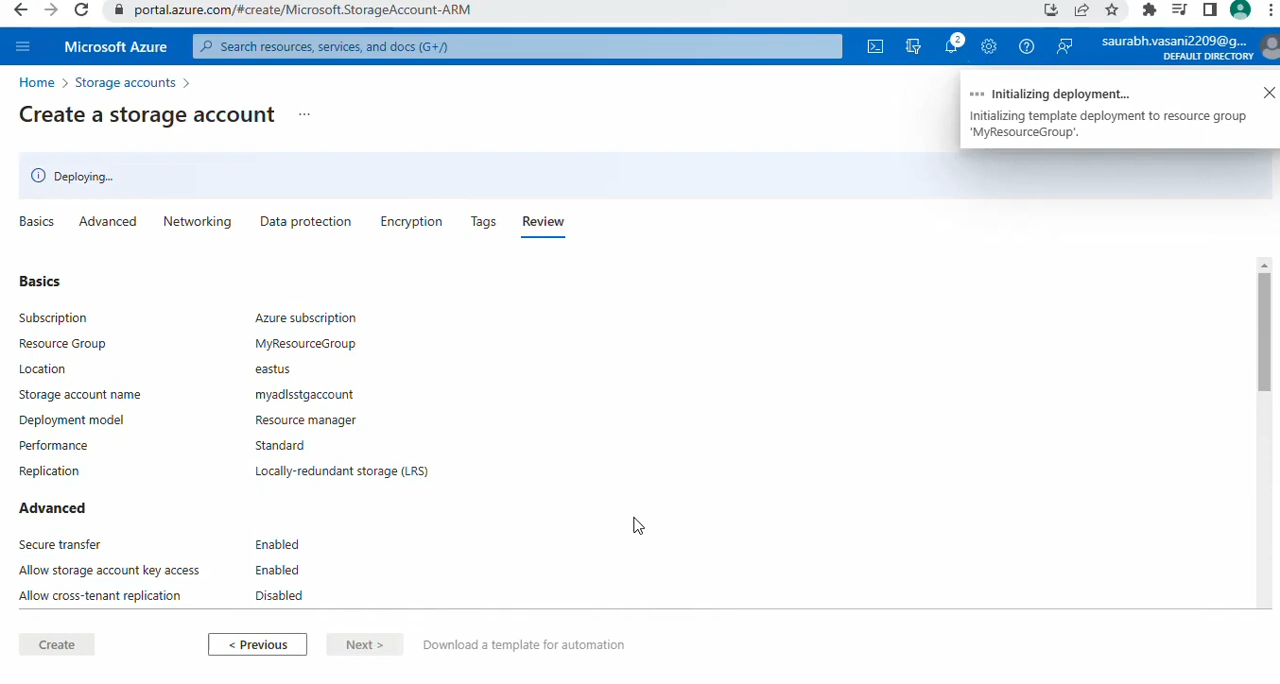 portal.azure.com/#create/Microsoft.StorageAccount-ARM
Microsoft Azure
Search resources, services, and docs (G+/)
2
saurabh.vasani2209@g...
DEFAULT DIRECTORY
Home > Storage accounts >
Create a storage account ...
Initializing deployment...
Initializing template deployment to resource group
'MyResourceGroup'.
Deploying...
Basics Advanced Networking Data protection Encryption Tags Review
Basics
Subscription Azure subscription
Resource Group MyResourceGroup
Location eastus
Storage account name myadlsstgaccount
Deployment model Resource manager
Performance Standard
Replication Locally-redundant storage (LRS)
Advanced
Secure transfer Enabled
Allow storage account key access Enabled
Allow cross-tenant replication Disabled
Create < Previous Next > Download a template for automation